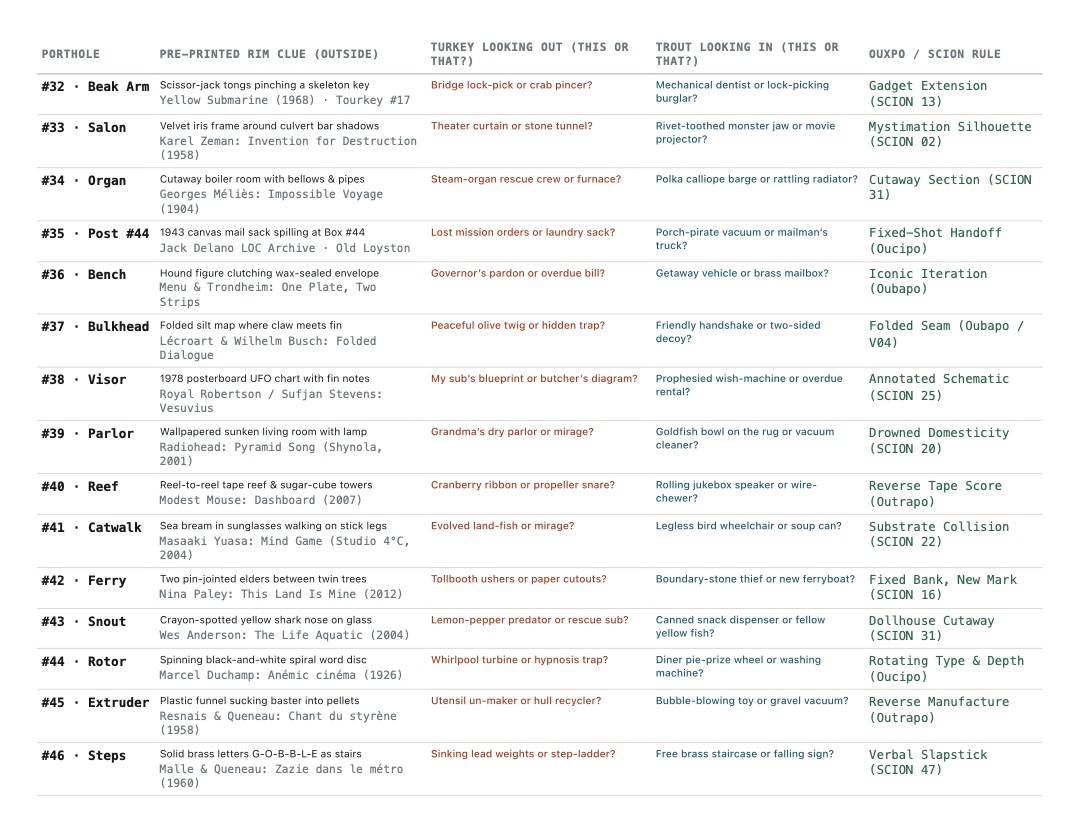 PORTHOLE
PRE-PRINTED RIM CLUE (OUTSIDE)
TURKEY LOOKING OUT (THIS OR
THAT?)
TROUT LOOKING IN (THIS OR
THAT?)
OUXPO / SCION RULE
#32 · Beak Arm
Scissor-jack tongs pinching a skeleton key
Yellow Submarine (1968) · Tourkey #17
Bridge lock-pick or crab pincer?
Mechanical dentist or lock-picking
burglar?
Gadget Extension
(SCION 13)
#33 · Salon
Velvet iris frame around culvert bar shadows
Karel Zeman: Invention for Destruction
(1958)
Theater curtain or stone tunnel?
Rivet-toothed monster jaw or movie
projector?
Mystimation Silhouette
(SCION 02)
#34 · Organ
Cutaway boiler room with bellows & pipes
Georges Méliès: Impossible Voyage
(1904)
Steam-organ rescue crew or furnace?
Polka calliope barge or rattling radiator?
Cutaway Section (SCION
31)
#35 · Post #44
1943 canvas mail sack spilling at Box #44
Jack Delano LOC Archive · Old Loyston
Lost mission orders or laundry sack?
Porch-pirate vacuum or mailman's
truck?
Fixed-Shot Handoff
(Oucipo)
#36 · Bench
Hound figure clutching wax-sealed envelope
Menu & Trondheim: One Plate, Two
Strips
Governor's pardon or overdue bill?
Getaway vehicle or brass mailbox?
Iconic Iteration
(Oubapo)
#37 · Bulkhead
Folded silt map where claw meets fin
Lécroart & Wilhelm Busch: Folded
Dialogue
Peaceful olive twig or hidden trap?
Friendly handshake or two-sided
decoy?
Folded Seam (Oubapo /
V04)
#38 · Visor
1978 posterboard UFO chart with fin notes
Royal Robertson / Sufjan Stevens:
Vesuvius
My sub's blueprint or butcher's diagram?
Prophesied wish-machine or overdue
rental?
Annotated Schematic
(SCION 25)
#39 · Parlor
Wallpapered sunken living room with lamp
Radiohead: Pyramid Song (Shynola,
2001)
Grandma's dry parlor or mirage?
Goldfish bowl on the rug or vacuum
cleaner?
Drowned Domesticity
(SCION 20)
#40 · Reef
Reel-to-reel tape reef & sugar-cube towers
Modest Mouse: Dashboard (2007)
Cranberry ribbon or propeller snare?
Rolling jukebox speaker or wire-
chewer?
Reverse Tape Score
(Outrapo)
#41 · Catwalk
Sea bream in sunglasses walking on stick legs
Masaaki Yuasa: Mind Game (Studio 4°C,
2004)
Evolved land-fish or mirage?
Legless bird wheelchair or soup can?
Substrate Collision
(SCION 22)
#42 · Ferry
Two pin-jointed elders between twin trees
Nina Paley: This Land Is Mine (2012)
Tollbooth ushers or paper cutouts?
Boundary-stone thief or new ferryboat?
Fixed Bank, New Mark
(SCION 16)
#43 · Snout
Crayon-spotted yellow shark nose on glass
Wes Anderson: The Life Aquatic (2004)
Lemon-pepper predator or rescue sub?
Canned snack dispenser or fellow
yellow fish?
Dollhouse Cutaway
(SCION 31)
#44 · Rotor
Spinning black-and-white spiral word disc
Marcel Duchamp: Anémic cinéma (1926)
Whirlpool turbine or hypnosis trap?
Diner pie-prize wheel or washing
machine?
Rotating Type & Depth
(Oucipo)
#45 · Extruder
Plastic funnel sucking baster into pellets
Resnais & Queneau: Chant du styrène
(1958)
Utensil un-maker or hull recycler?
Bubble-blowing toy or gravel vacuum?
Reverse Manufacture
(Outrapo)
#46 · Steps
Solid brass letters G-O-B-B-L-E as stairs
Malle & Queneau: Zazie dans le métro
(1960)
Sinking lead weights or step-ladder?
Free brass staircase or falling sign?
Verbal Slapstick
(SCION 47)